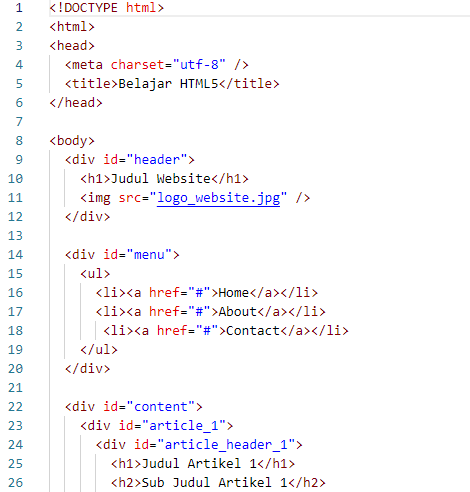 1 <!DOCTYPE html>
2 <html>
3 <head>
4 <meta charset="utf-8" />
5 <title>Belajar HTML5</title>
6 </head>
7
8 <body>
9 <div id="header">
10 <h1>Judul Website</h1>
11 <img src="logo_website.jpg" />
12 </div>
13
14 <div id="menu">
15 <ul>
16 <li><a href="#">Home</a></li>
17 <li><a href="#">About</a></li>
18 <li><a href="#">Contact</a></li>
19 </ul>
20 </div>
21
22 <div id="content">
23 <div id="article_1">
24 <div id="article_header_1">
25 <h1>Judul Artikel 1</h1>
26 <h2>Sub Judul Artikel 1</h2>